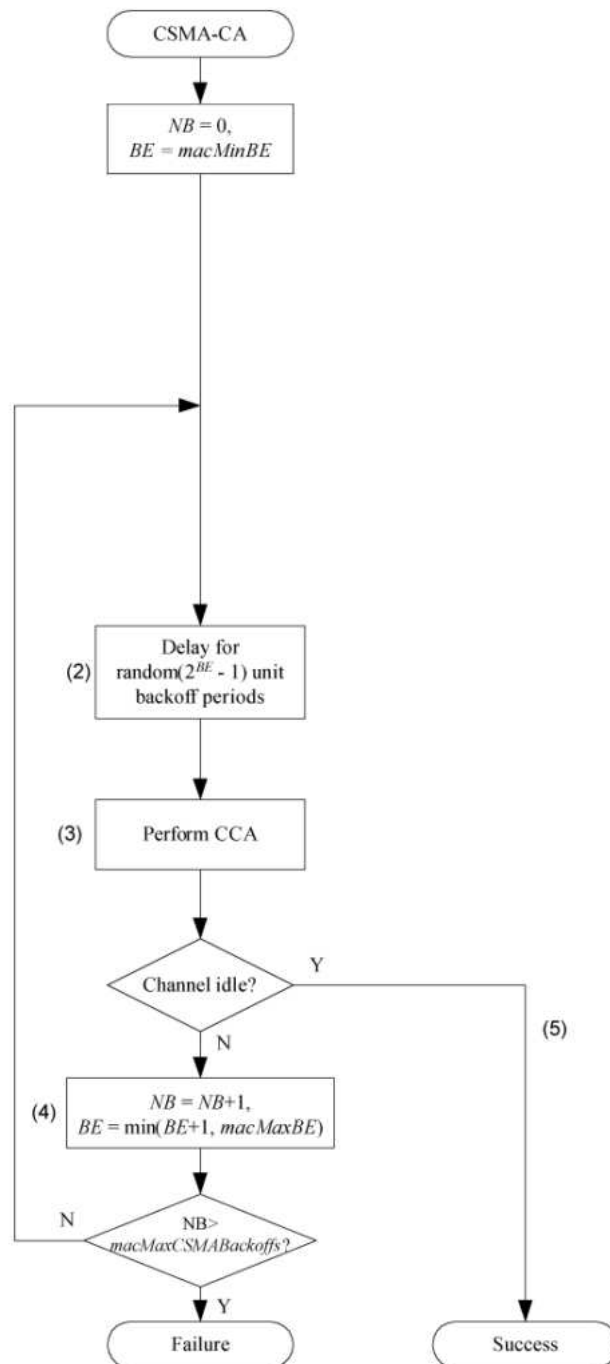 CSMA-CA
NB = 0,
BE = macMinBE
(2)
Delay for
random(2^BE - 1) unit
backoff periods
(3)
Perform CCA
Channel idle?
Y
N
(5)
(4)
NB = NB+1,
BE = min(BE+1, macMaxBE)
N
NB>
macMaxCSMABackoffs?
Y
Failure
Success